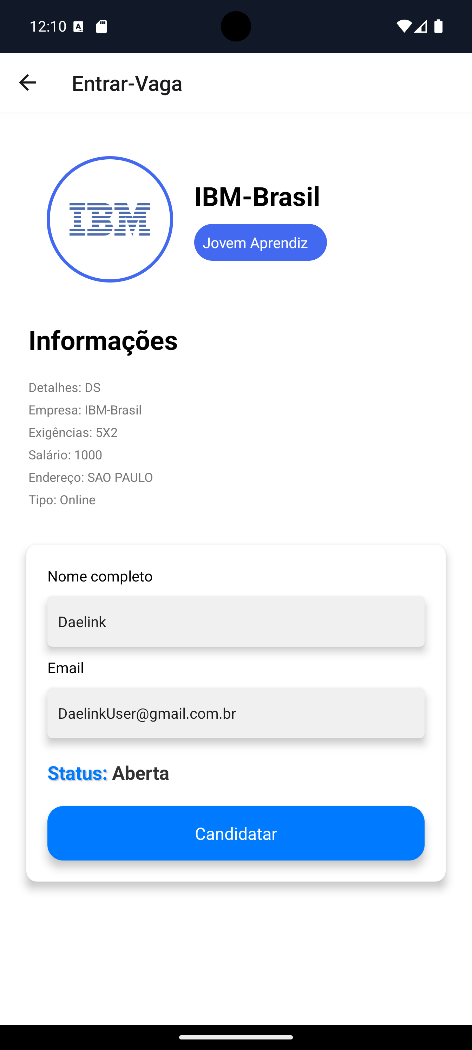 12:10
Entrar-Vaga
IBM
IBM-Brasil
Jovem Aprendiz
Informações
Detalhes: DS
Empresa: IBM-Brasil
Exigências: 5X2
Salário: 1000
Endereço: SAO PAULO
Tipo: Online
Nome completo
Daelink
Email
DaelinkUser@gmail.com.br
Status: Aberta
Candidatar